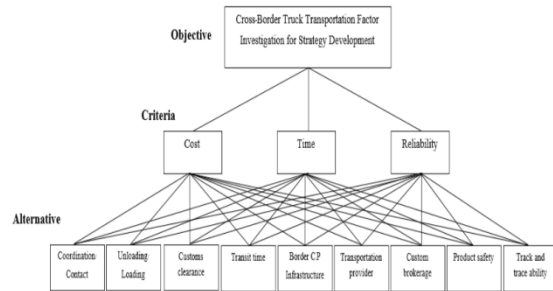 Objective
Cross-Border Truck Transportation Factor
Investigation for Strategy Development
Criteria
Cost
Time
Reliability
Alternative
Coordination
Contact
Unloading
Loading
Customs
clearance
Transit time
Border C.P
Infrastructure
Transportation
provider
Custom
brokerage
Product safety
Track and
trace ability